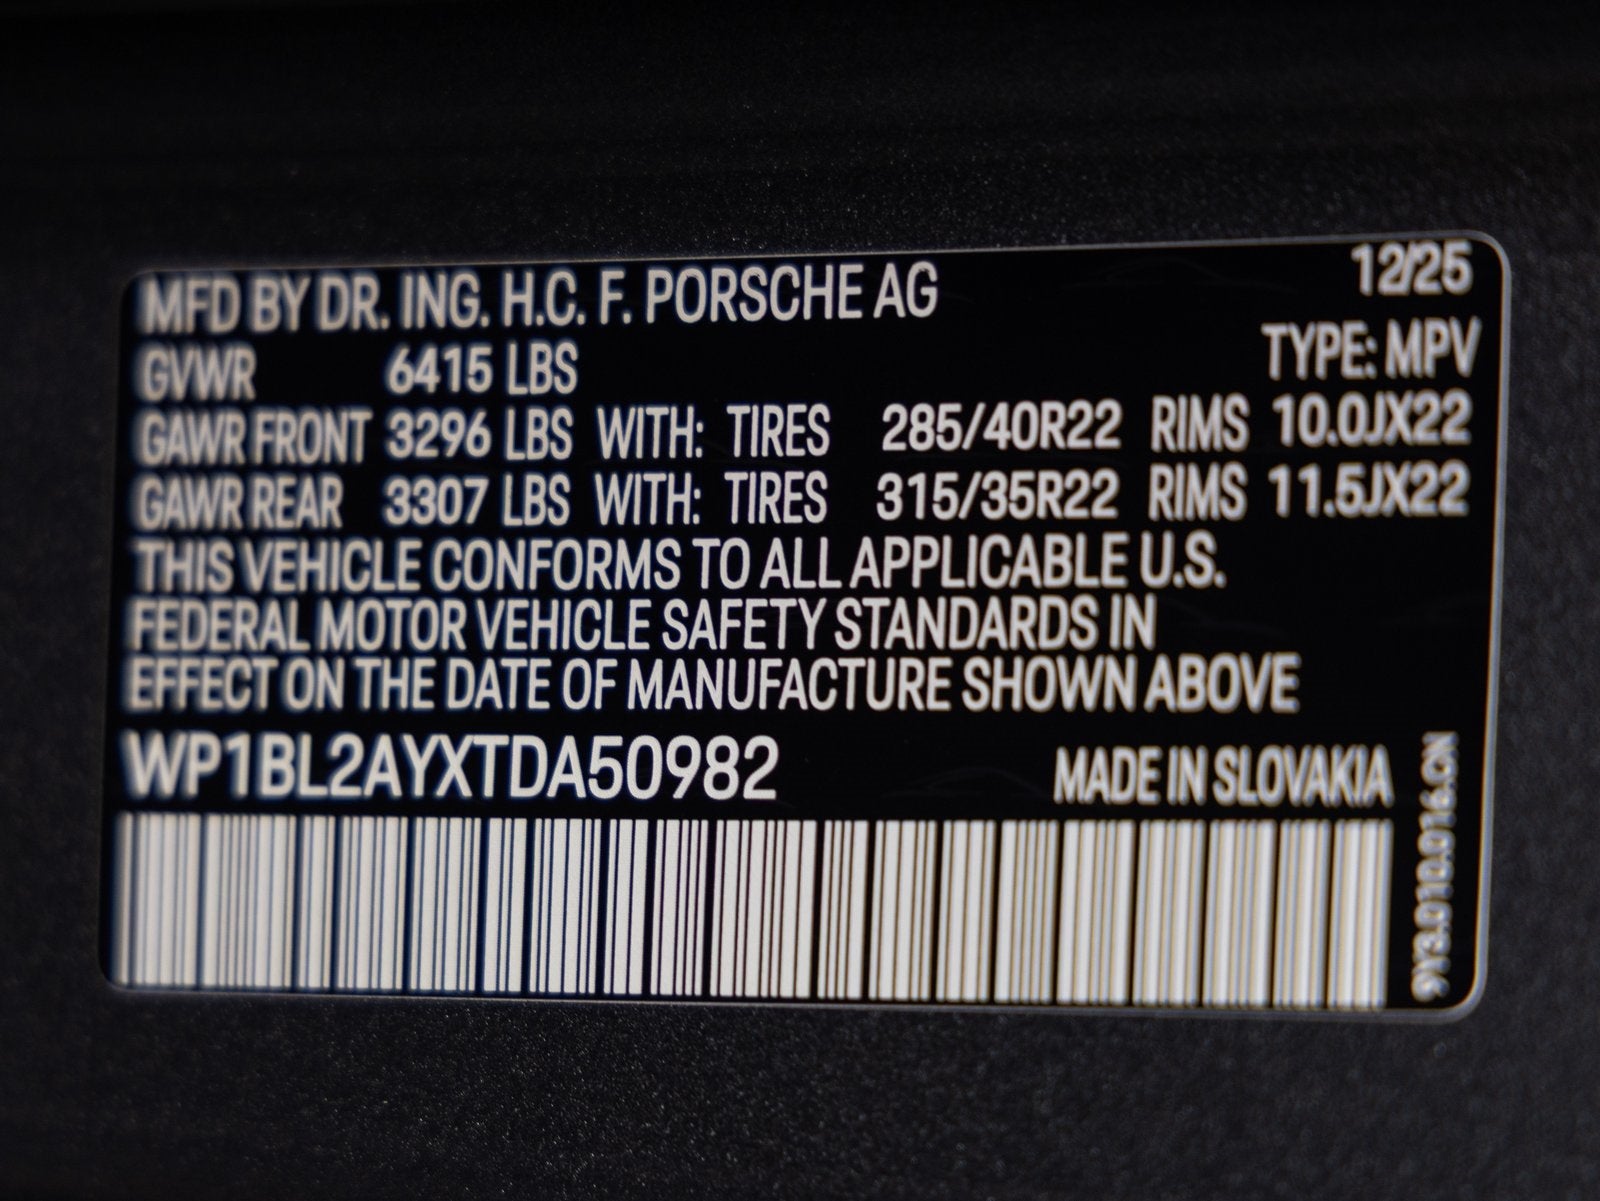 MFD BY DR. ING. H.C. F. PORSCHE AG 12/25
GVWR 6415 LBS TYPE: MPV
GAWR FRONT 3296 LBS WITH: TIRES 285/40R22 RIMS 10.0JX22
GAWR REAR 3307 LBS WITH: TIRES 315/35R22 RIMS 11.5JX22
THIS VEHICLE CONFORMS TO ALL APPLICABLE U.S.
FEDERAL MOTOR VEHICLE SAFETY STANDARDS IN
EFFECT ON THE DATE OF MANUFACTURE SHOWN ABOVE
WP1BL2AYXTDA50982 MADE IN SLOVAKIA
9Y3.010.016.CN